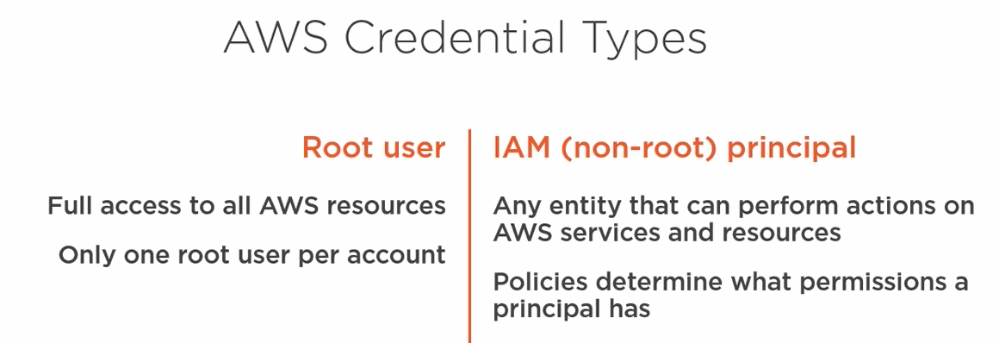 AWS Credential Types
Root user
Full access to all AWS resources
Only one root user per account
IAM (non-root) principal
Any entity that can perform actions on
AWS services and resources
Policies determine what permissions a
principal has